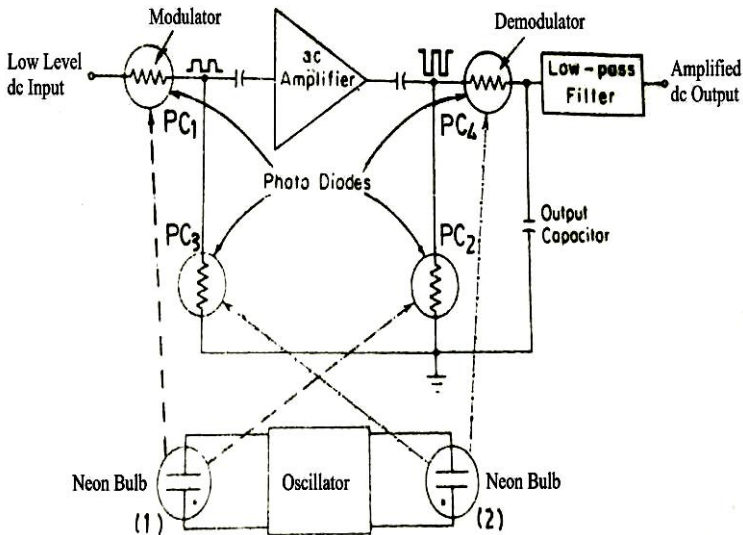 Modulator
Demodulator
Low Level
dc Input
ac
Amplifier
Low-pass
Filter
Amplified
dc Output
PC1
PC4
Photo Diodes
PC3
PC2
Output
Capacitor
Neon Bulb
Oscillator
Neon Bulb
(1)
(2)